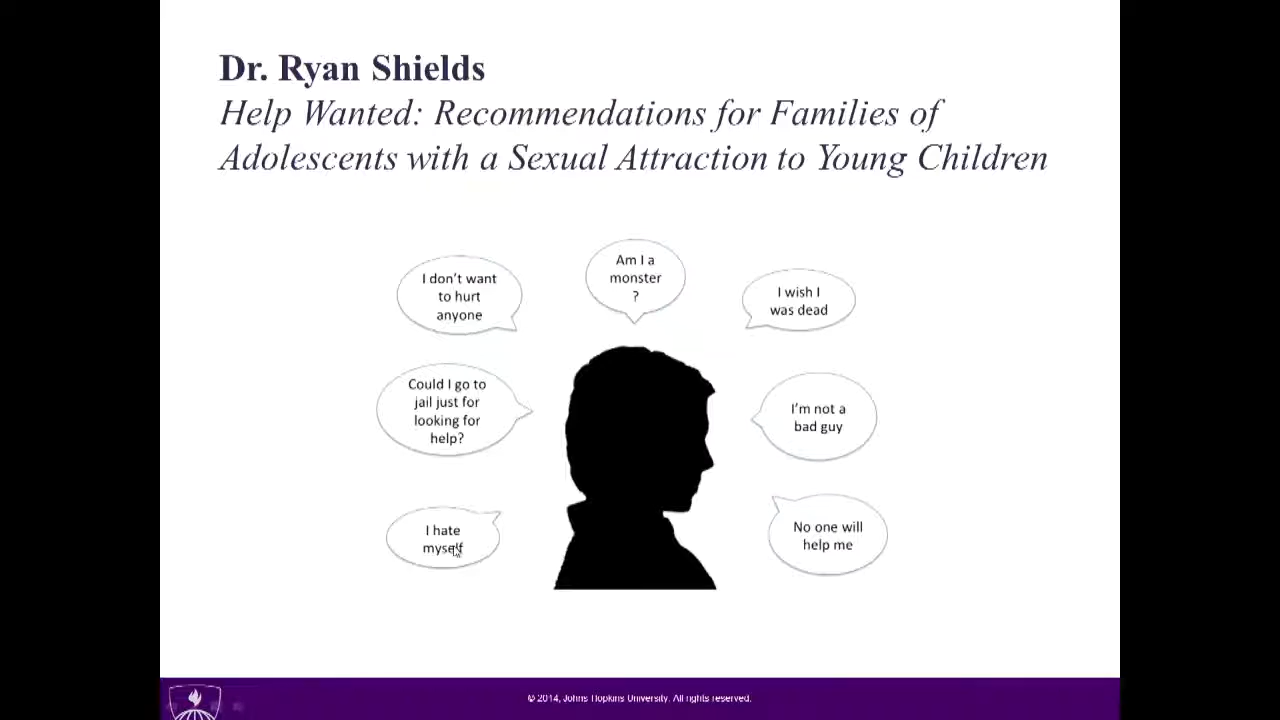 Dr. Ryan Shields
Help Wanted: Recommendations for Families of
Adolescents with a Sexual Attraction to Young Children
Am I a
monster
?
I don't want
to hurt
anyone
I wish I
was dead
Could I go to
jail just for
looking for
help?
I'm not a
bad guy
I hate
myself
No one will
help me
© 2014, Johns Hopkins University. All rights reserved.